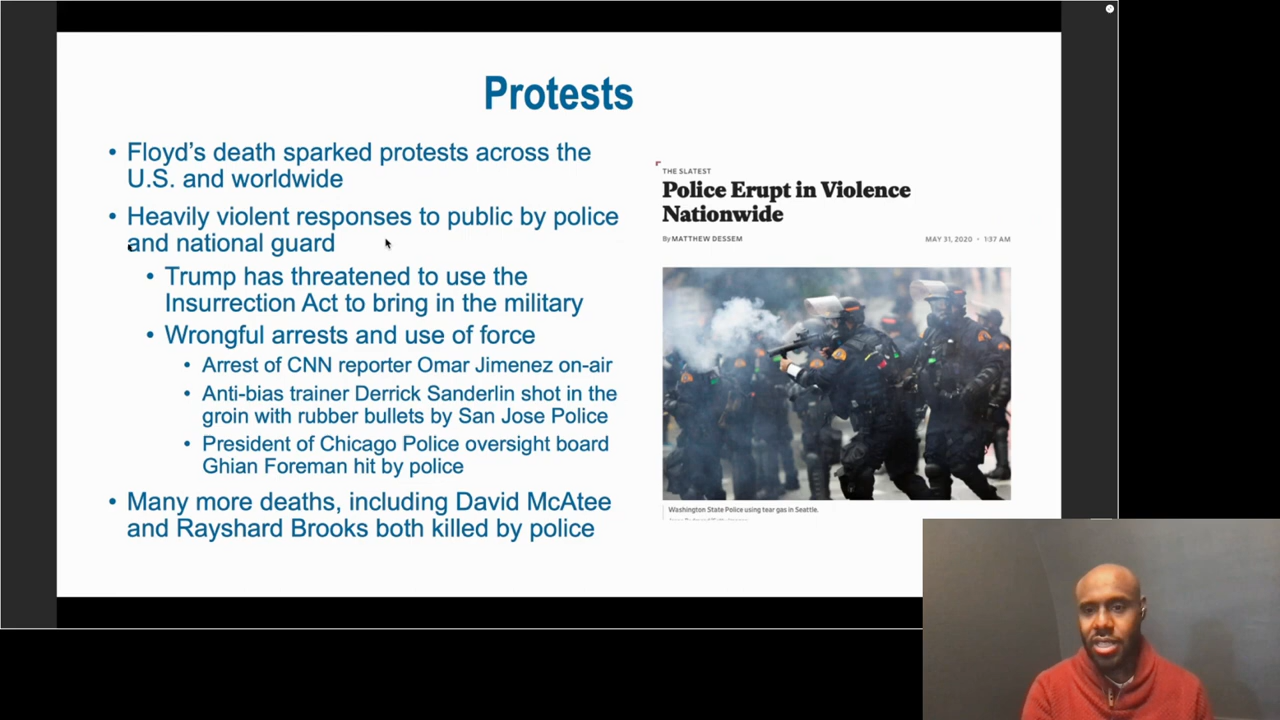 Protests
• Floyd's death sparked protests across the
U.S. and worldwide
• Heavily violent responses to public by police
and national guard
• Trump has threatened to use the
Insurrection Act to bring in the military
• Wrongful arrests and use of force
• Arrest of CNN reporter Omar Jimenez on-air
• Anti-bias trainer Derrick Sanderlin shot in the
groin with rubber bullets by San Jose Police
• President of Chicago Police oversight board
Ghian Foreman hit by police
• Many more deaths, including David McAtee
and Rayshard Brooks both killed by police
THE SLATEST
Police Erupt in Violence
Nationwide
By MATTHEW DESSEM
MAY 31, 2020 • 1:37 AM
Washington State Police using tear gas in Seattle.